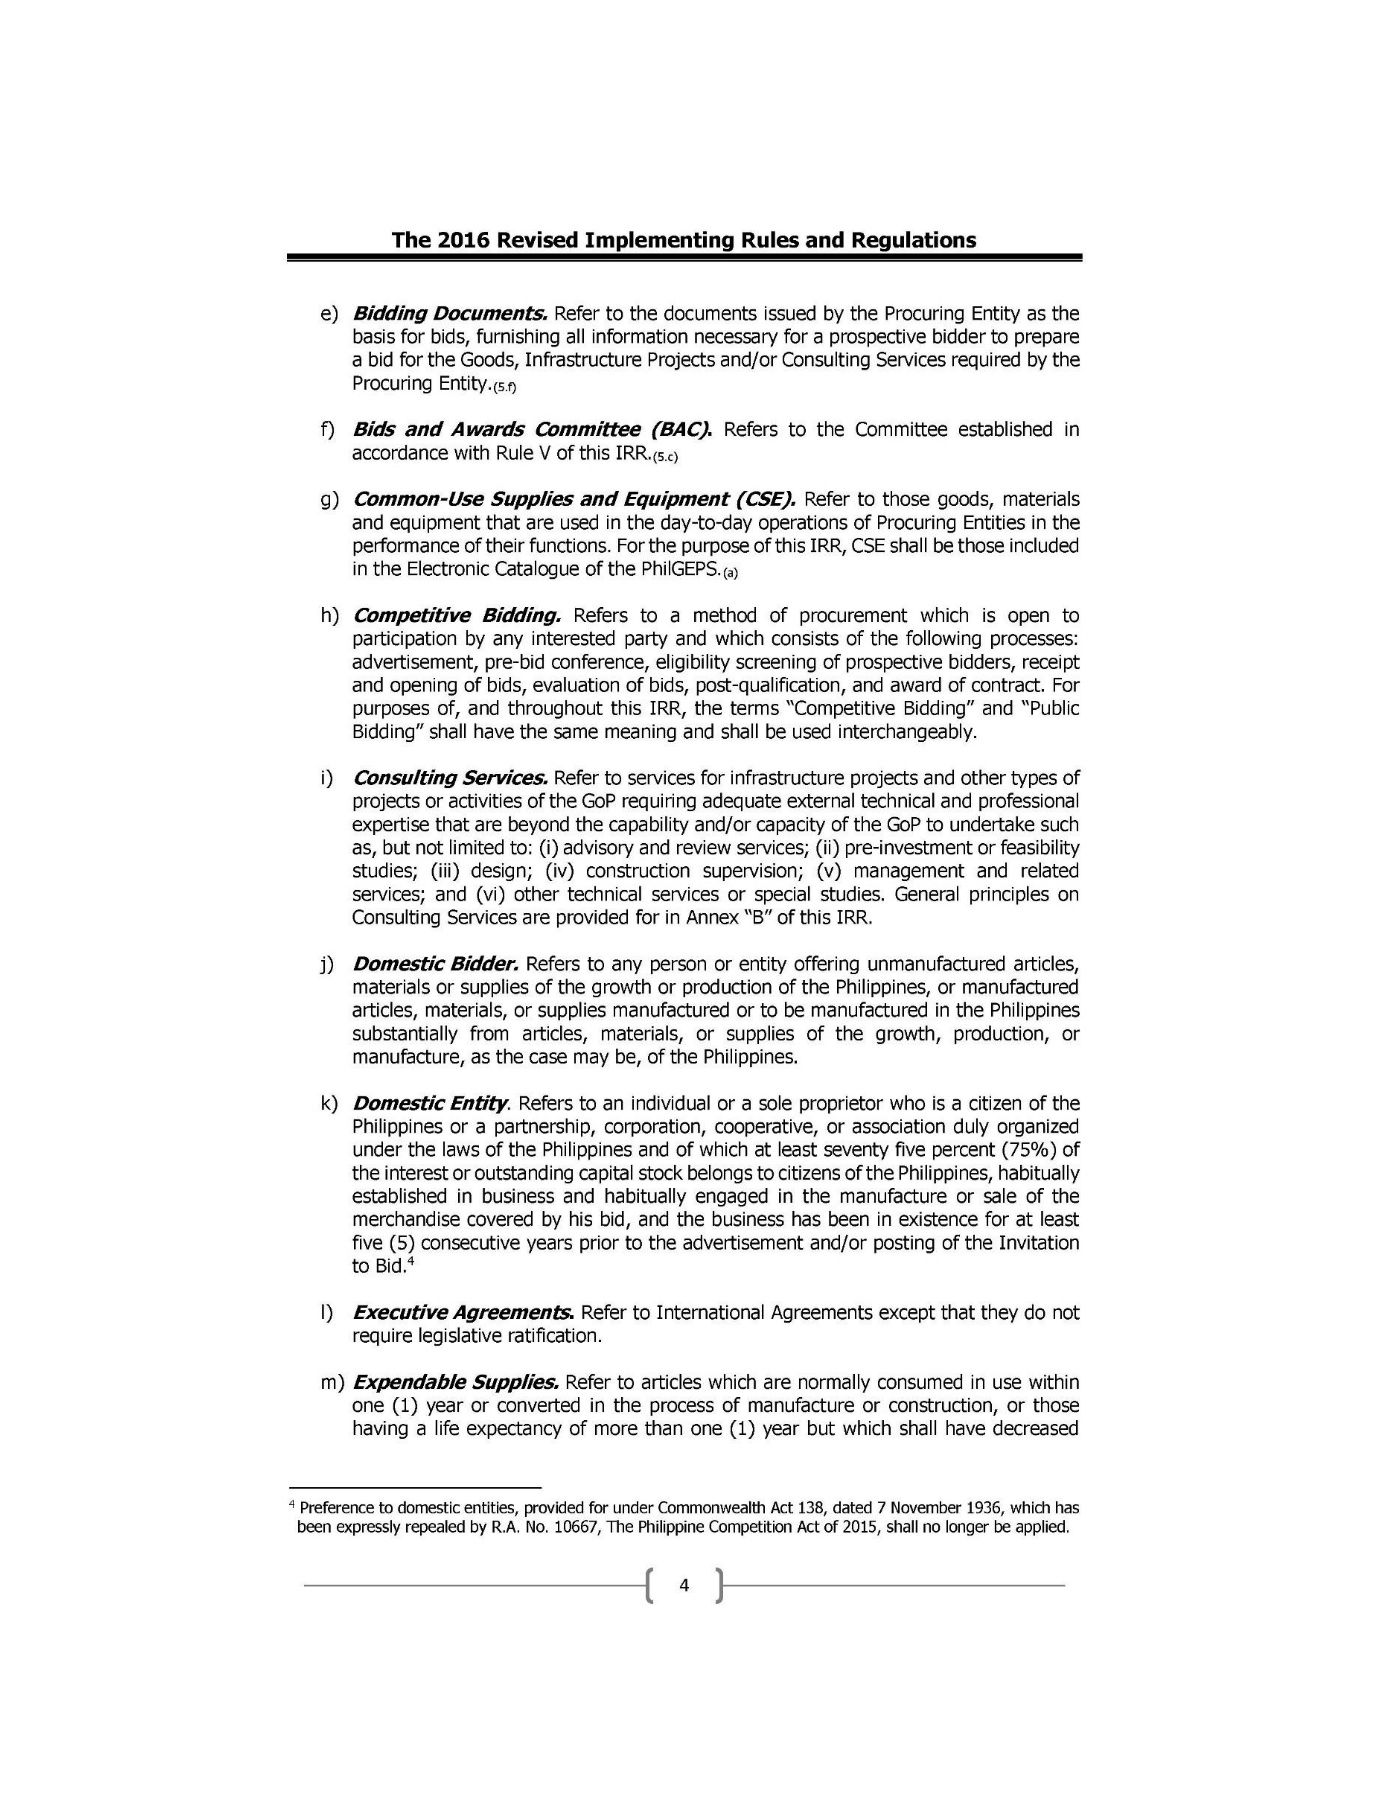 The 2016 Revised Implementing Rules and Regulations
e) Bidding Documents. Refer to the documents issued by the Procuring Entity as the
basis for bids, furnishing all information necessary for a prospective bidder to prepare
a bid for the Goods, Infrastructure Projects and/or Consulting Services required by the
Procuring Entity.(5.f)
f) Bids and Awards Committee (BAC). Refers to the Committee established in
accordance with Rule V of this IRR.(5.c)
g) Common-Use Supplies and Equipment (CSE). Refer to those goods, materials
and equipment that are used in the day-to-day operations of Procuring Entities in the
performance of their functions. For the purpose of this IRR, CSE shall be those included
in the Electronic Catalogue of the PhilGEPS.(a)
h) Competitive Bidding. Refers to a method of procurement which is open to
participation by any interested party and which consists of the following processes:
advertisement, pre-bid conference, eligibility screening of prospective bidders, receipt
and opening of bids, evaluation of bids, post-qualification, and award of contract. For
purposes of, and throughout this IRR, the terms “Competitive Bidding” and “Public
Bidding” shall have the same meaning and shall be used interchangeably.
i) Consulting Services. Refer to services for infrastructure projects and other types of
projects or activities of the GoP requiring adequate external technical and professional
expertise that are beyond the capability and/or capacity of the GoP to undertake such
as, but not limited to: (i) advisory and review services; (ii) pre-investment or feasibility
studies; (iii) design; (iv) construction supervision; (v) management and related
services; and (vi) other technical services or special studies. General principles on
Consulting Services are provided for in Annex “B” of this IRR.
j) Domestic Bidder. Refers to any person or entity offering unmanufactured articles,
materials or supplies of the growth or production of the Philippines, or manufactured
articles, materials, or supplies manufactured or to be manufactured in the Philippines
substantially from articles, materials, or supplies of the growth, production, or
manufacture, as the case may be, of the Philippines.
k) Domestic Entity. Refers to an individual or a sole proprietor who is a citizen of the
Philippines or a partnership, corporation, cooperative, or association duly organized
under the laws of the Philippines and of which at least seventy five percent (75%) of
the interest or outstanding capital stock belongs to citizens of the Philippines, habitually
established in business and habitually engaged in the manufacture or sale of the
merchandise covered by his bid, and the business has been in existence for at least
five (5) consecutive years prior to the advertisement and/or posting of the Invitation
to Bid.4
l) Executive Agreements. Refer to International Agreements except that they do not
require legislative ratification.
m) Expendable Supplies. Refer to articles which are normally consumed in use within
one (1) year or converted in the process of manufacture or construction, or those
having a life expectancy of more than one (1) year but which shall have decreased
4 Preference to domestic entities, provided for under Commonwealth Act 138, dated 7 November 1936, which has
been expressly repealed by R.A. No. 10667, The Philippine Competition Act of 2015, shall no longer be applied.
4